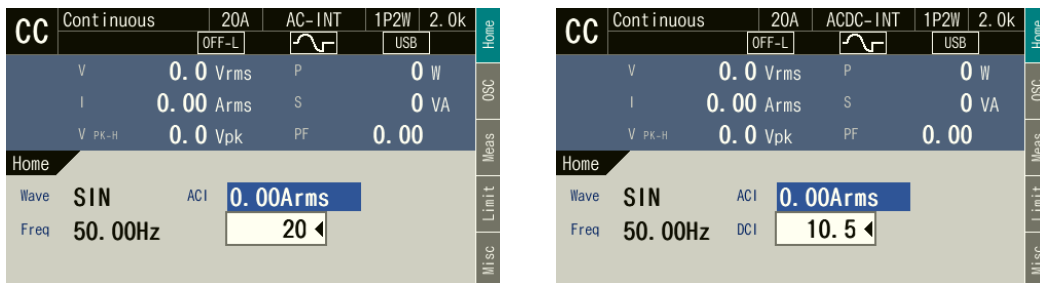 CC Continuous 20A AC-INT 1P2W 2.0k
OFF-L USB
V 0.0 Vrms P 0 W
I 0.00 Arms S 0 VA
V PK-H 0.0 Vpk PF 0.00
Home
Wave SIN ACI 0.00Arms
Freq 50.00Hz 20
Home
OSC
Meas
Limit
Misc
CC Continuous 20A ACDC-INT 1P2W 2.0k
OFF-L USB
V 0.0 Vrms P 0 W
I 0.00 Arms S 0 VA
V PK-H 0.0 Vpk PF 0.00
Home
Wave SIN ACI 0.00Arms
Freq 50.00Hz DCI 10.5
Home
OSC
Meas
Limit
Misc